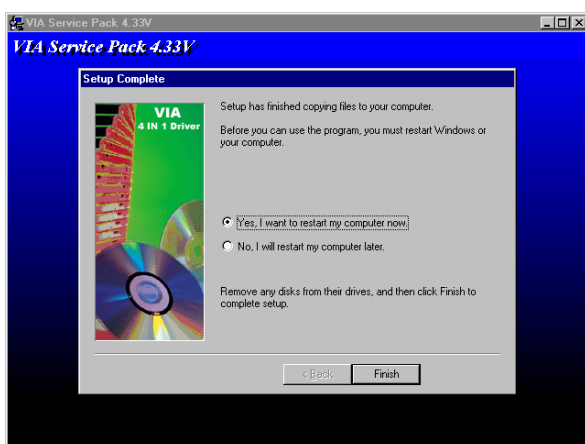 VIA Service Pack 4.33V
VIA Service Pack 4.33V
Setup Complete
VIA
4 IN 1 Driver
Setup has finished copying files to your computer.
Before you can use the program, you must restart Windows or
your computer.
Yes, I want to restart my computer now.
No, I will restart my computer later.
Remove any disks from their drives, and then click Finish to
complete setup.
< Back
Finish